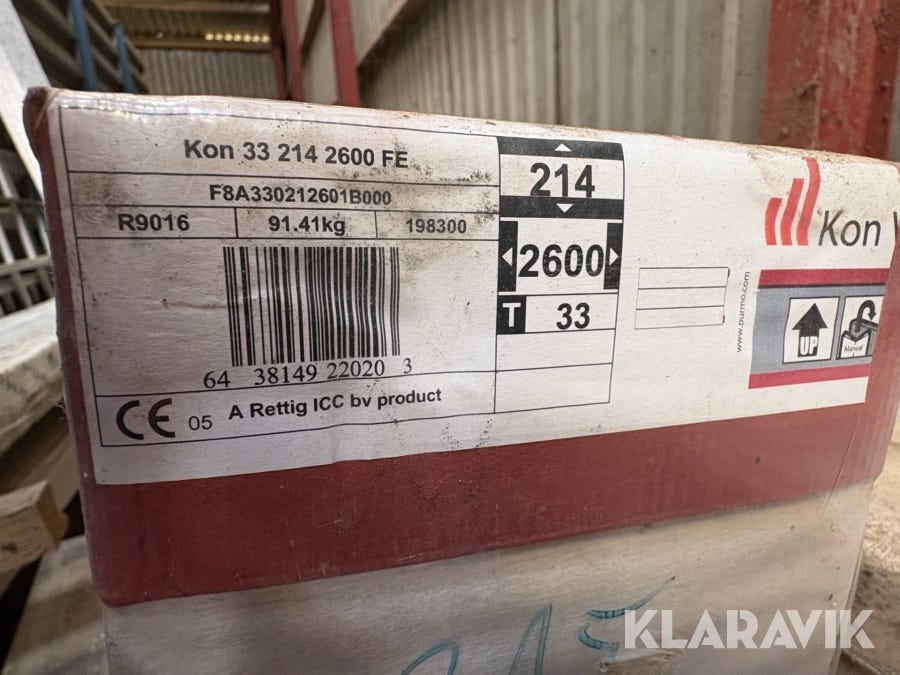 Kon 33 214 2600 FE
F8A330212601B000
R9016 91.41kg 198300
64 38149 22020 3
CE 05 A Rettig ICC bv product
214
2600
T 33
www.purmo.com
Kon
UP
Manual
KLARAVIK